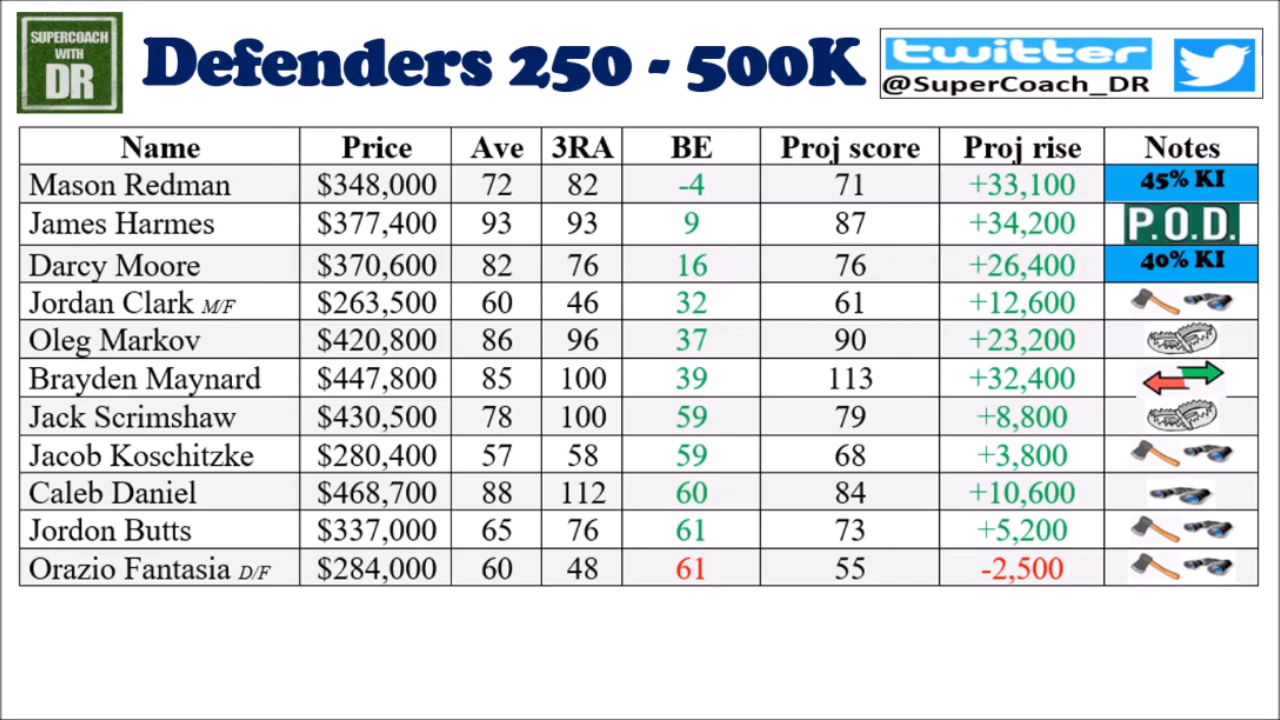 SUPERCOACH
WITH
DR
Defenders 250 - 500K
twitter
@SuperCoach_DR
Name Price Ave 3RA BE Proj score Proj rise Notes
Mason Redman $348,000 72 82 -4 71 +33,100 45% KI
James Harmes $377,400 93 93 9 87 +34,200 P.O.D.
Darcy Moore $370,600 82 76 16 76 +26,400 40% KI
Jordan Clark M/F $263,500 60 46 32 61 +12,600
Oleg Markov $420,800 86 96 37 90 +23,200
Brayden Maynard $447,800 85 100 39 113 +32,400
Jack Scrimshaw $430,500 78 100 59 79 +8,800
Jacob Koschitzke $280,400 57 58 59 68 +3,800
Caleb Daniel $468,700 88 112 60 84 +10,600
Jordon Butts $337,000 65 76 61 73 +5,200
Orazio Fantasia D/F $284,000 60 48 61 55 -2,500